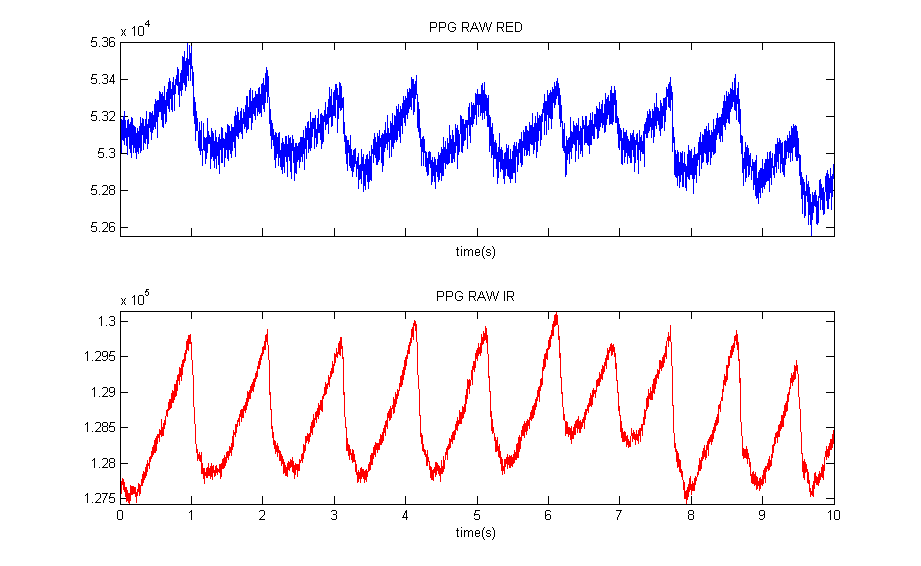 PPG RAW RED
x 10^4
5.36
5.34
5.32
5.3
5.28
5.26
time(s)
PPG RAW IR
x 10^5
1.3
1.295
1.29
1.285
1.28
1.275
0 1 2 3 4 5 6 7 8 9 10
time(s)